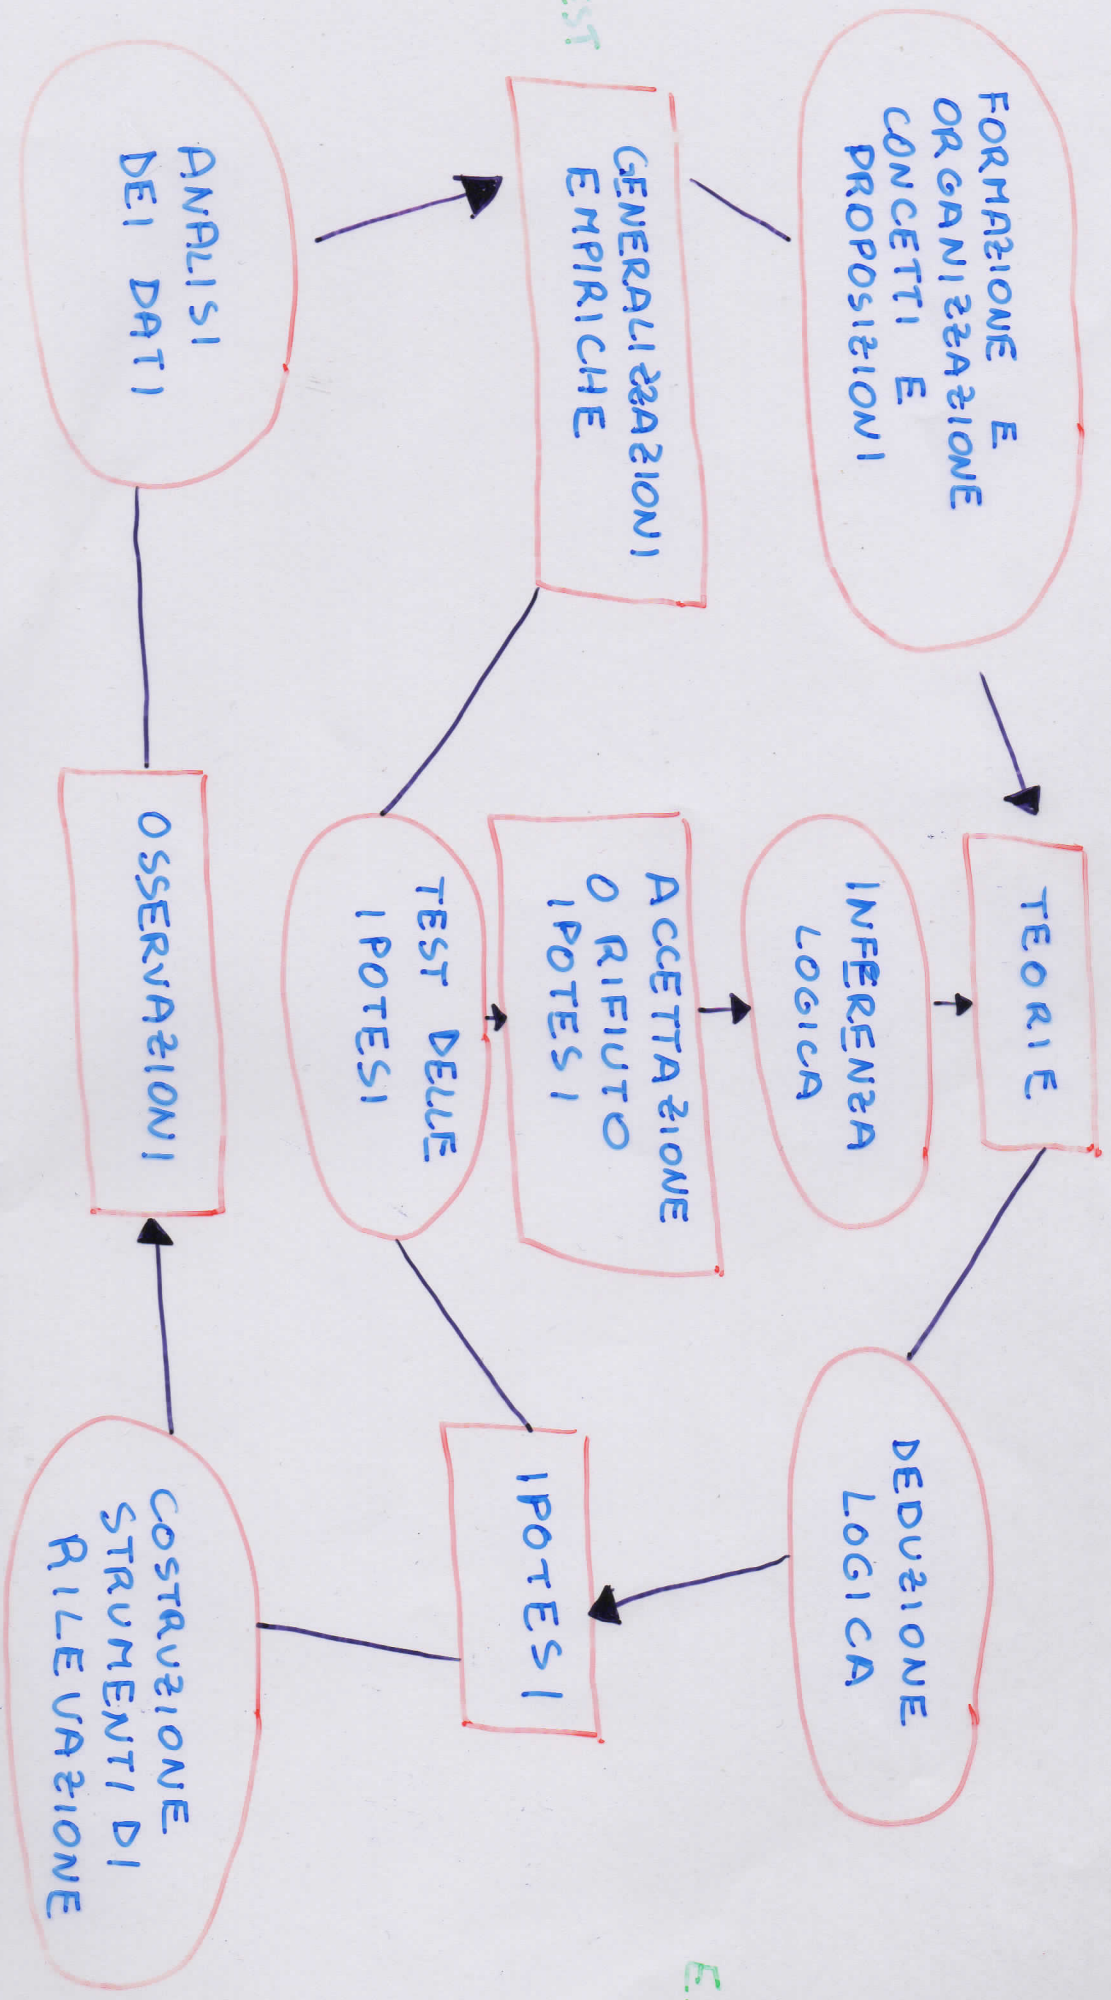 FORMAZIONE E
ORGANIZZAZIONE
CONCETTI E
PROPOSIZIONI
TEORIE
INFERENZA
LOGICA
DEDUZIONE
LOGICA
GENERALIZZAZIONI
EMPIRICHE
ACCETTAZIONE
O RIFIUTO
IPOTESI
IPOTESI
TEST DELLE
IPOTESI
ANALISI
DEI DATI
OSSERVAZIONI
COSTRUZIONE
STRUMENTI DI
RILEVAZIONE